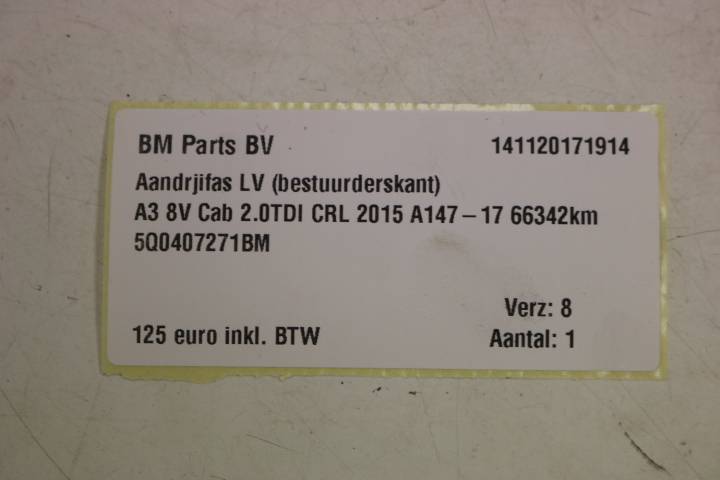 BM Parts BV 141120171914
Aandrjifas LV (bestuurderskant)
A3 8V Cab 2.0TDI CRL 2015 A147-17 66342km
5Q0407271BM
Verz: 8
125 euro inkl. BTW Aantal: 1